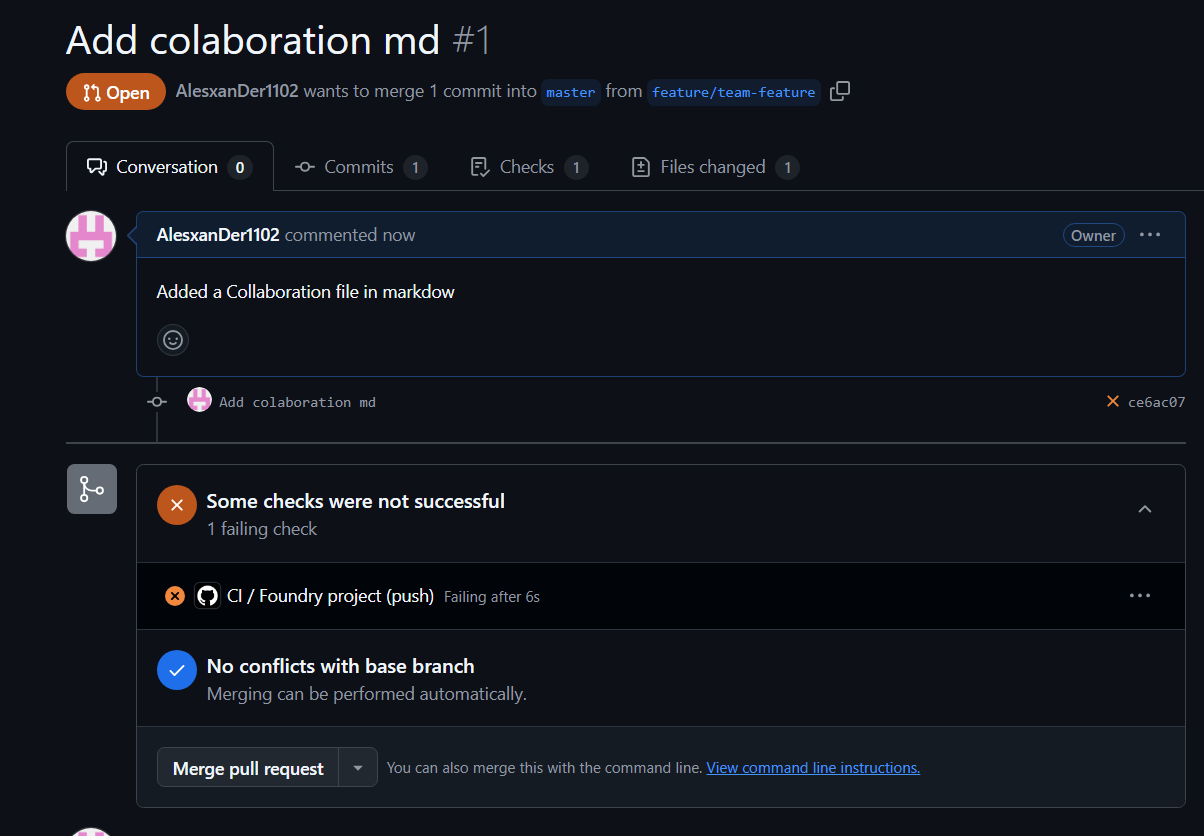 Add colaboration md #1
Open AlesxanDer1102 wants to merge 1 commit into master from feature/team-feature
Conversation 0 Commits 1 Checks 1 Files changed 1
AlesxanDer1102 commented now Owner
Added a Collaboration file in markdow
Add colaboration md ce6ac07
Some checks were not successful
1 failing check
CI / Foundry project (push) Failing after 6s
No conflicts with base branch
Merging can be performed automatically.
Merge pull request You can also merge this with the command line. View command line instructions.